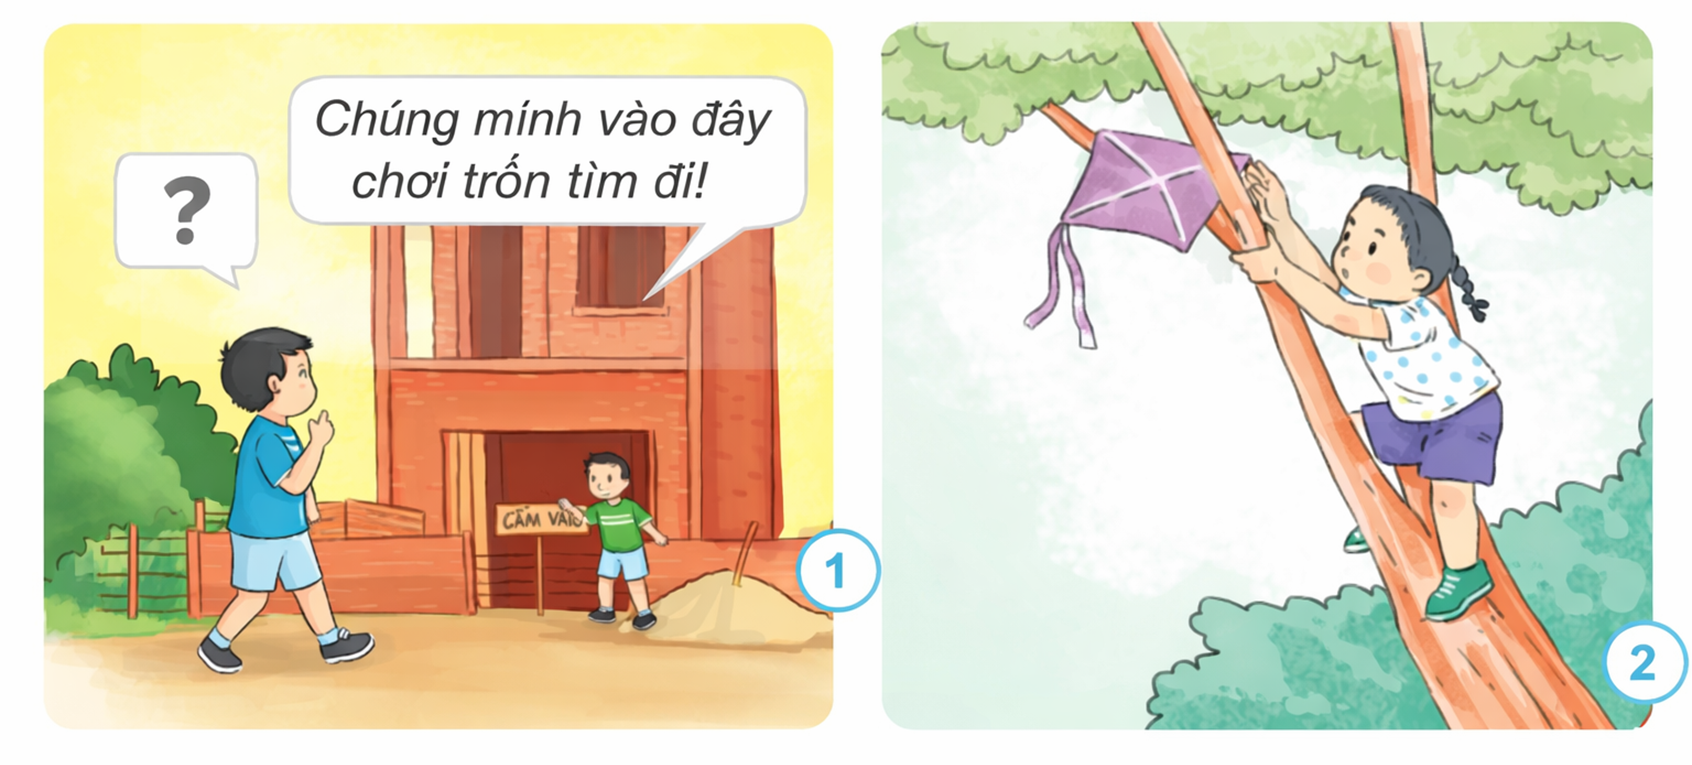 Chúng mính vào đây
chơi trốn tìm đi!
?
CẤM VÀO
1
2